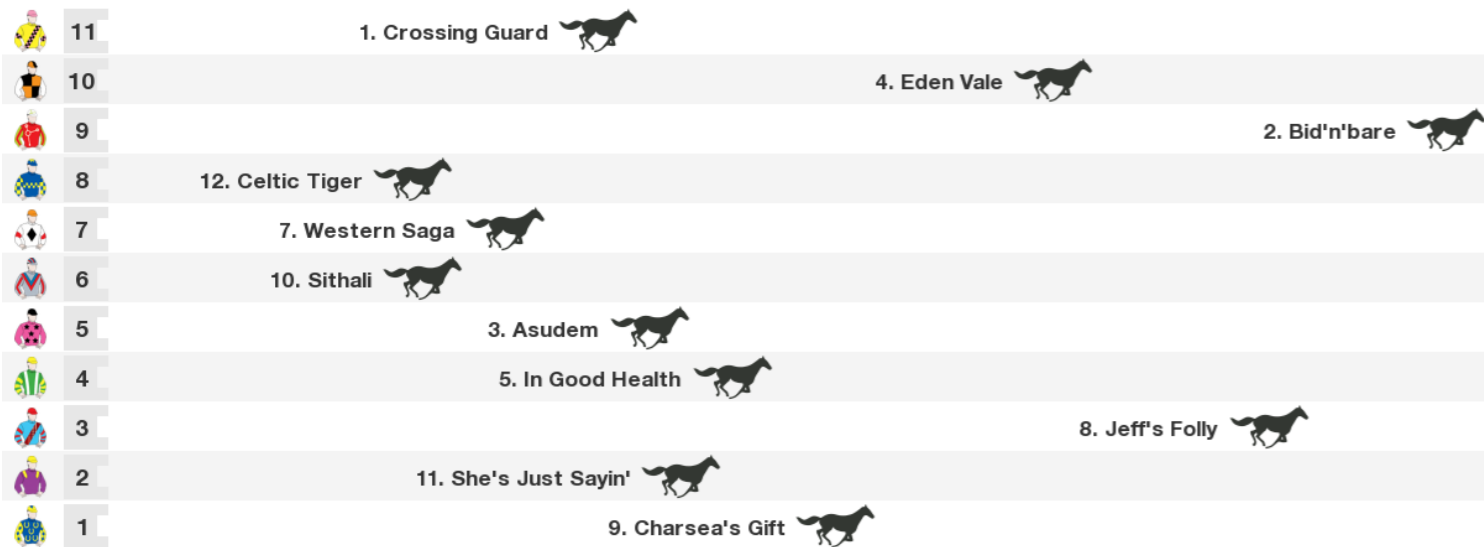 11 1. Crossing Guard
10 4. Eden Vale
9 2. Bid'n'bare
8 12. Celtic Tiger
7 7. Western Saga
6 10. Sithali
5 3. Asudem
4 5. In Good Health
3 8. Jeff's Folly
2 11. She's Just Sayin'
1 9. Charsea's Gift